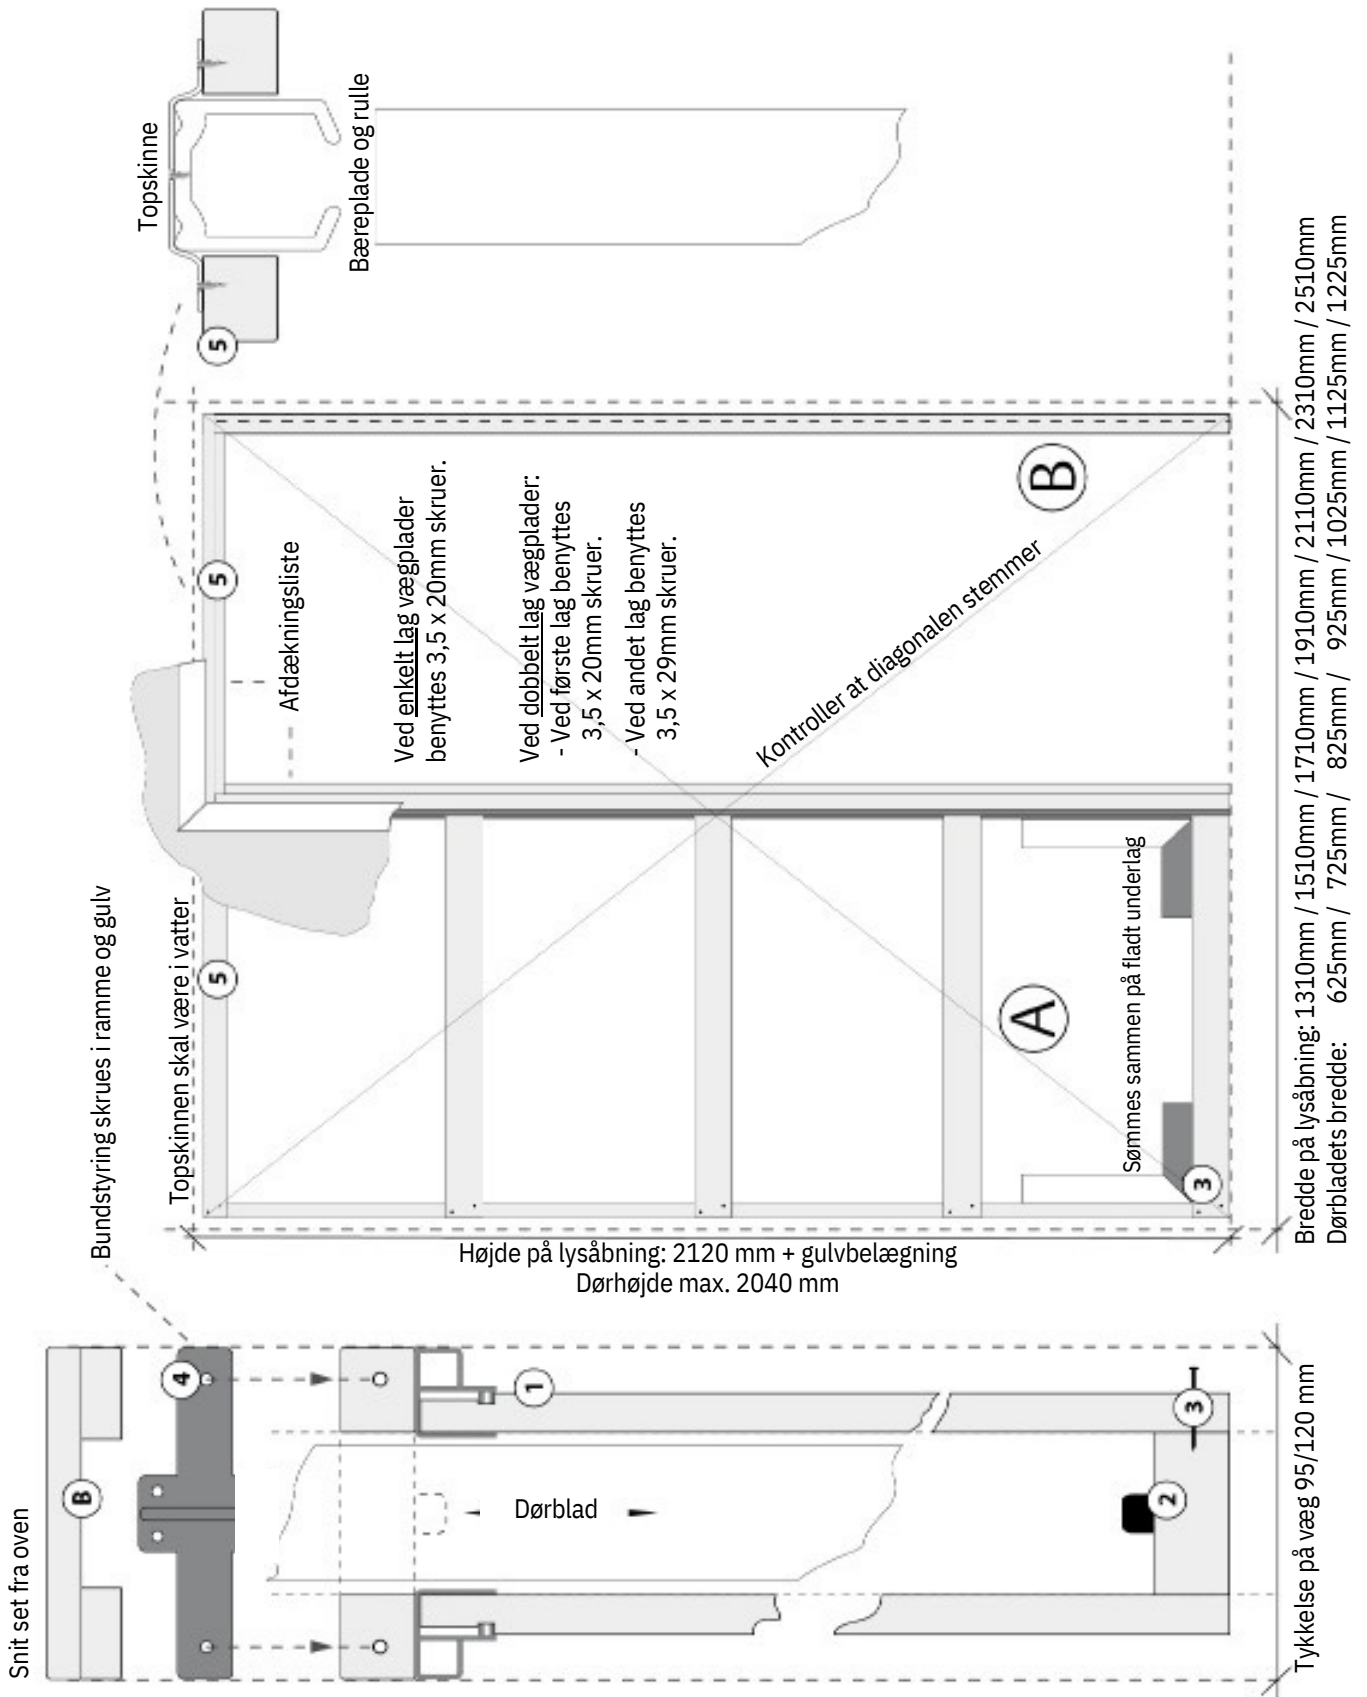 Snit set fra oven
B
4
1
Dørblad
2
3
Tykkelse på væg 95/120 mm
Bundstyring skrues i ramme og gulv
Topskinnen skal være i vatter
5
5
Afdækningsliste
Ved enkelt lag vægplader
benyttes 3,5 x 20mm skruer.
Ved dobbelt lag vægplader:
- Ved første lag benyttes
3,5 x 20mm skruer.
- Ved andet lag benyttes
3,5 x 29mm skruer.
Kontroller at diagonalen stemmer
A
B
Sømmes sammen på fladt underlag
3
Højde på lysåbning: 2120 mm + gulvbelægning
Dørhøjde max. 2040 mm
Topskinne
Bæreplade og rulle
5
Bredde på lysåbning: 1310mm / 1510mm / 1710mm / 1910mm / 2110mm / 2310mm / 2510mm
Dørbladets bredde: 625mm / 725mm / 825mm / 925mm / 1025mm / 1125mm / 1225mm